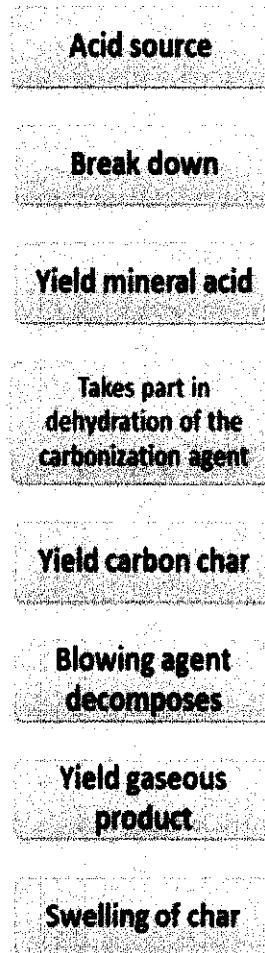 Acid source
Break down
Yield mineral acid
Takes part in
dehydration of the
carbonization agent
Yield carbon char
Blowing agent
decomposes
Yield gaseous
product
Swelling of char